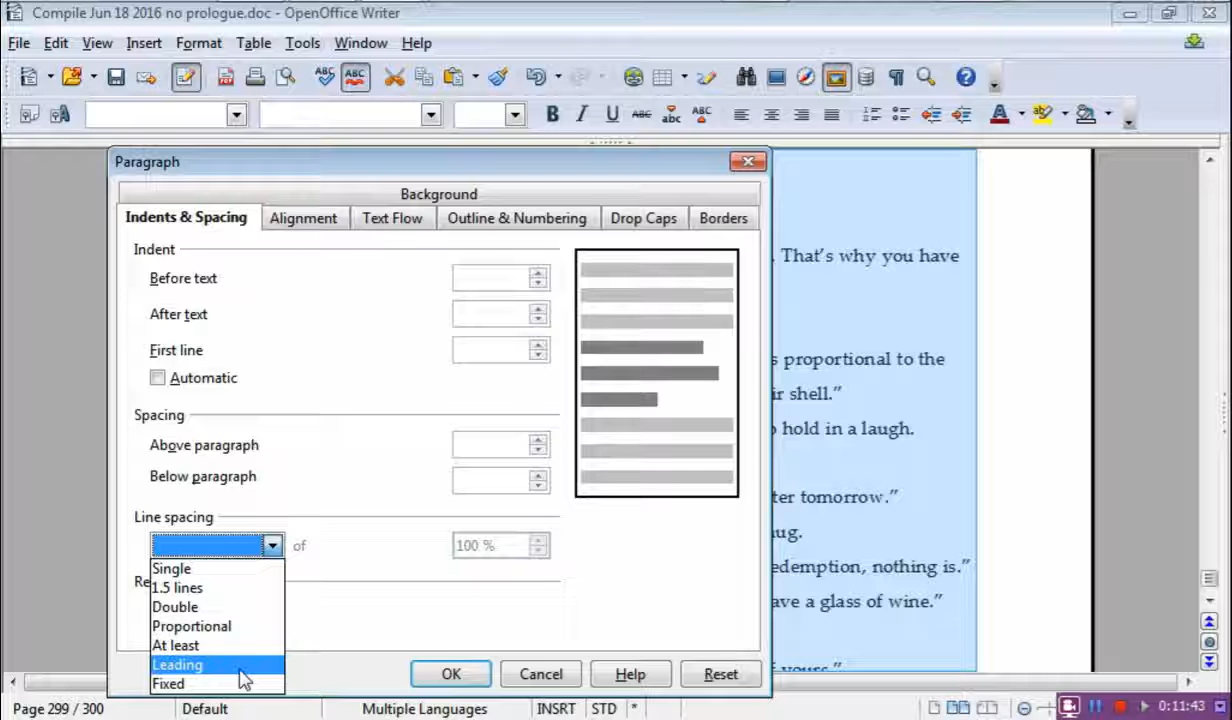 Compile Jun 18 2016 no prologue.doc - OpenOffice Writer
File Edit View Insert Format Table Tools Window Help
Paragraph
Background
Indents & Spacing Alignment Text Flow Outline & Numbering Drop Caps Borders
Indent
Before text
After text
First line
Automatic
Spacing
Above paragraph
Below paragraph
Line spacing
of 100 %
Single
1.5 lines
Double
Proportional
At least
Leading
Fixed
Re
OK Cancel Help Reset
. That’s why you have
s proportional to the
ir shell.”
hold in a laugh.
ter tomorrow.”
ug.
edemption, nothing is.”
ave a glass of wine.”
f yours.”
Page 299 / 300 Default Multiple Languages INSRT STD * 0:11:43